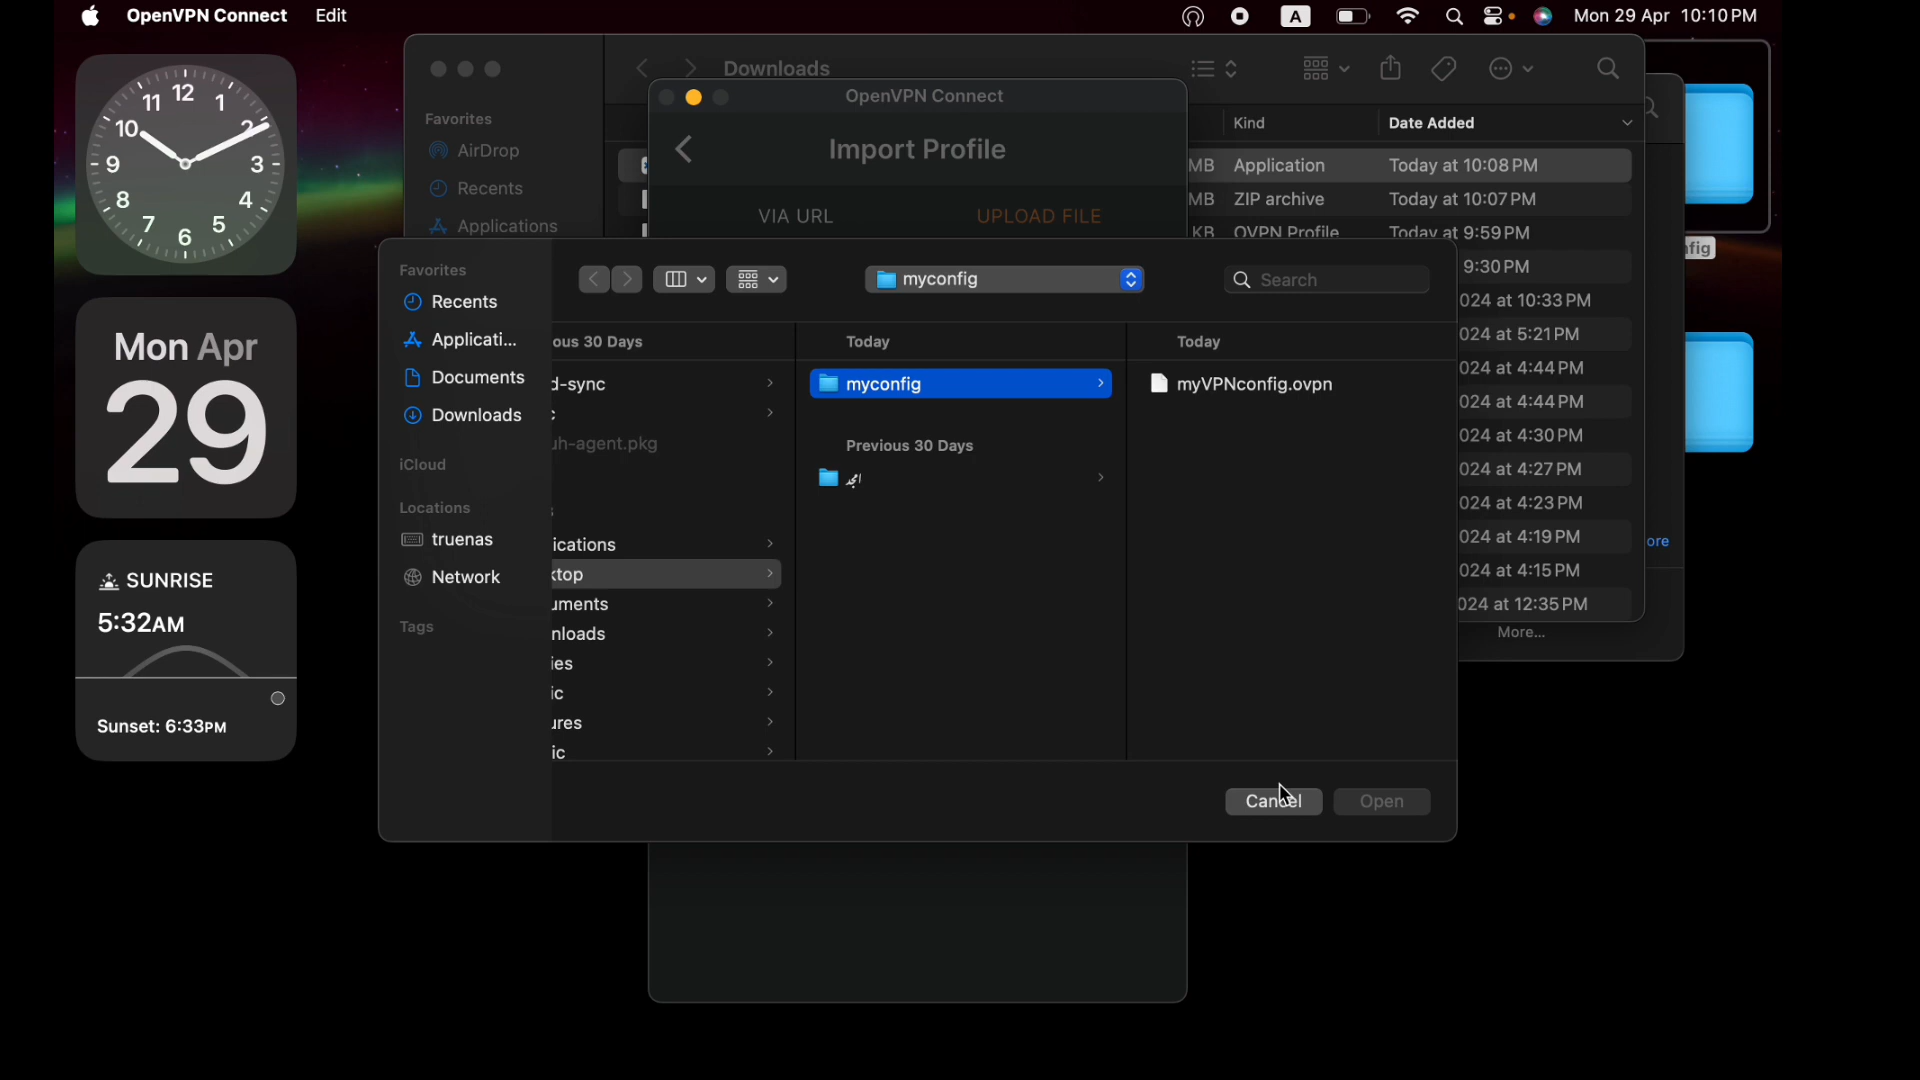 OpenVPN Connect Edit A Mon 29 Apr 10:10 PM
12
11 1
10 2
9 3
8 4
7 5
6
Mon Apr
29
SUNRISE
5:32AM
Sunset: 6:33PM
Downloads
Favorites
AirDrop
Recents
Applications
Kind Date Added
MB Application Today at 10:08 PM
MB ZIP archive Today at 10:07 PM
KB OVPN Profile Today at 9:59 PM
9:30 PM
024 at 10:33 PM
024 at 5:21 PM
024 at 4:44 PM
024 at 4:44 PM
024 at 4:30 PM
024 at 4:27 PM
024 at 4:23 PM
024 at 4:19 PM
024 at 4:15 PM
024 at 12:35 PM
More...
ore
nfig
OpenVPN Connect
Import Profile
VIA URL UPLOAD FILE
Favorites
Recents
Applicati...
Documents
Downloads
iCloud
Locations
truenas
Network
Tags
myconfig
Search
ous 30 Days
d-sync
c
uh-agent.pkg
s
ications
ktop
uments
nloads
ies
ic
ures
ic
Today
myconfig
Previous 30 Days
امجد
Today
myVPNconfig.ovpn
Cancel Open